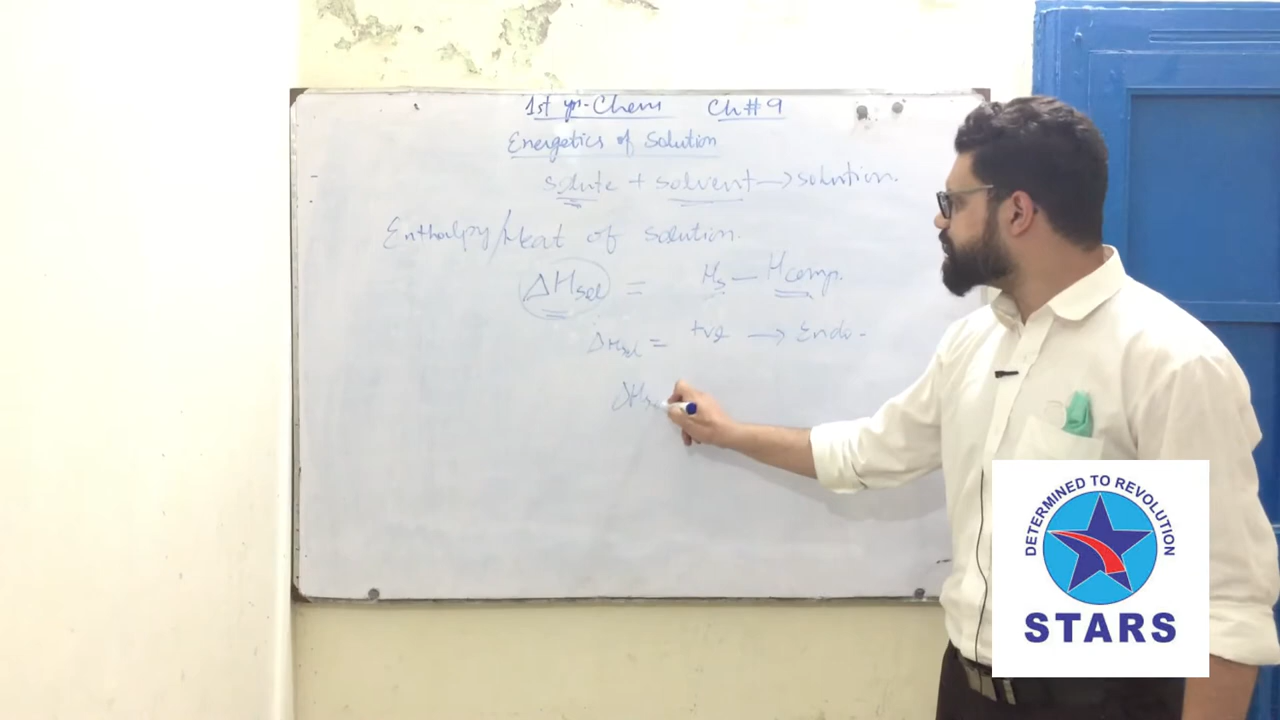 1st yr-Chem Ch#9
Energetics of Solution
solute + solvent → solution.
Enthalpy/Heat of solution.
ΔHsol = Hs — Hcomp.
ΔHsol = +ve → Endo-
ΔHs
DETERMINED TO REVOLUTION
STARS